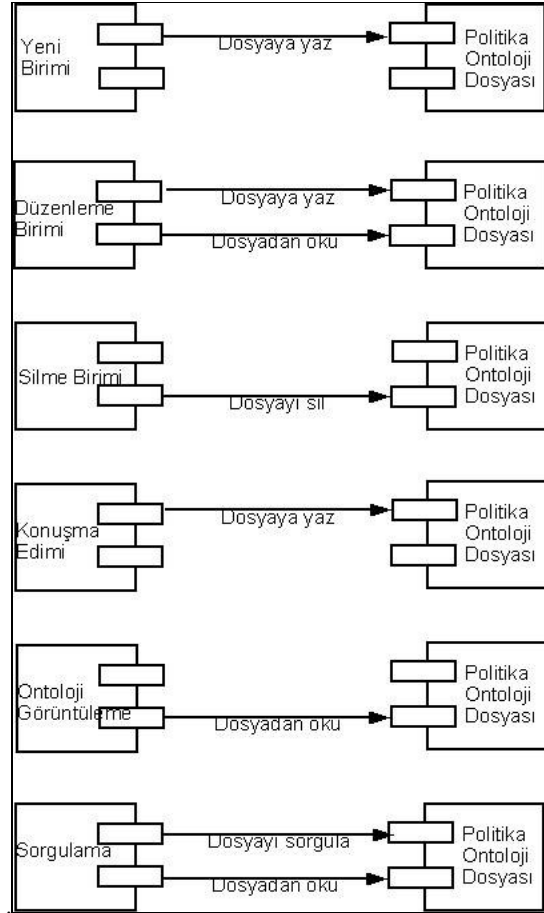 Yeni
Birimi
Dosyaya yaz
Politika
Ontoloji
Dosyası
Düzenleme
Birimi
Dosyaya yaz
Dosyadan oku
Politika
Ontoloji
Dosyası
Silme Birimi
Dosyayı sil
Politika
Ontoloji
Dosyası
Konuşma
Edimi
Dosyaya yaz
Politika
Ontoloji
Dosyası
Ontoloji
Görüntüleme
Dosyadan oku
Politika
Ontoloji
Dosyası
Sorgulama
Dosyayı sorgula
Dosyadan oku
Politika
Ontoloji
Dosyası